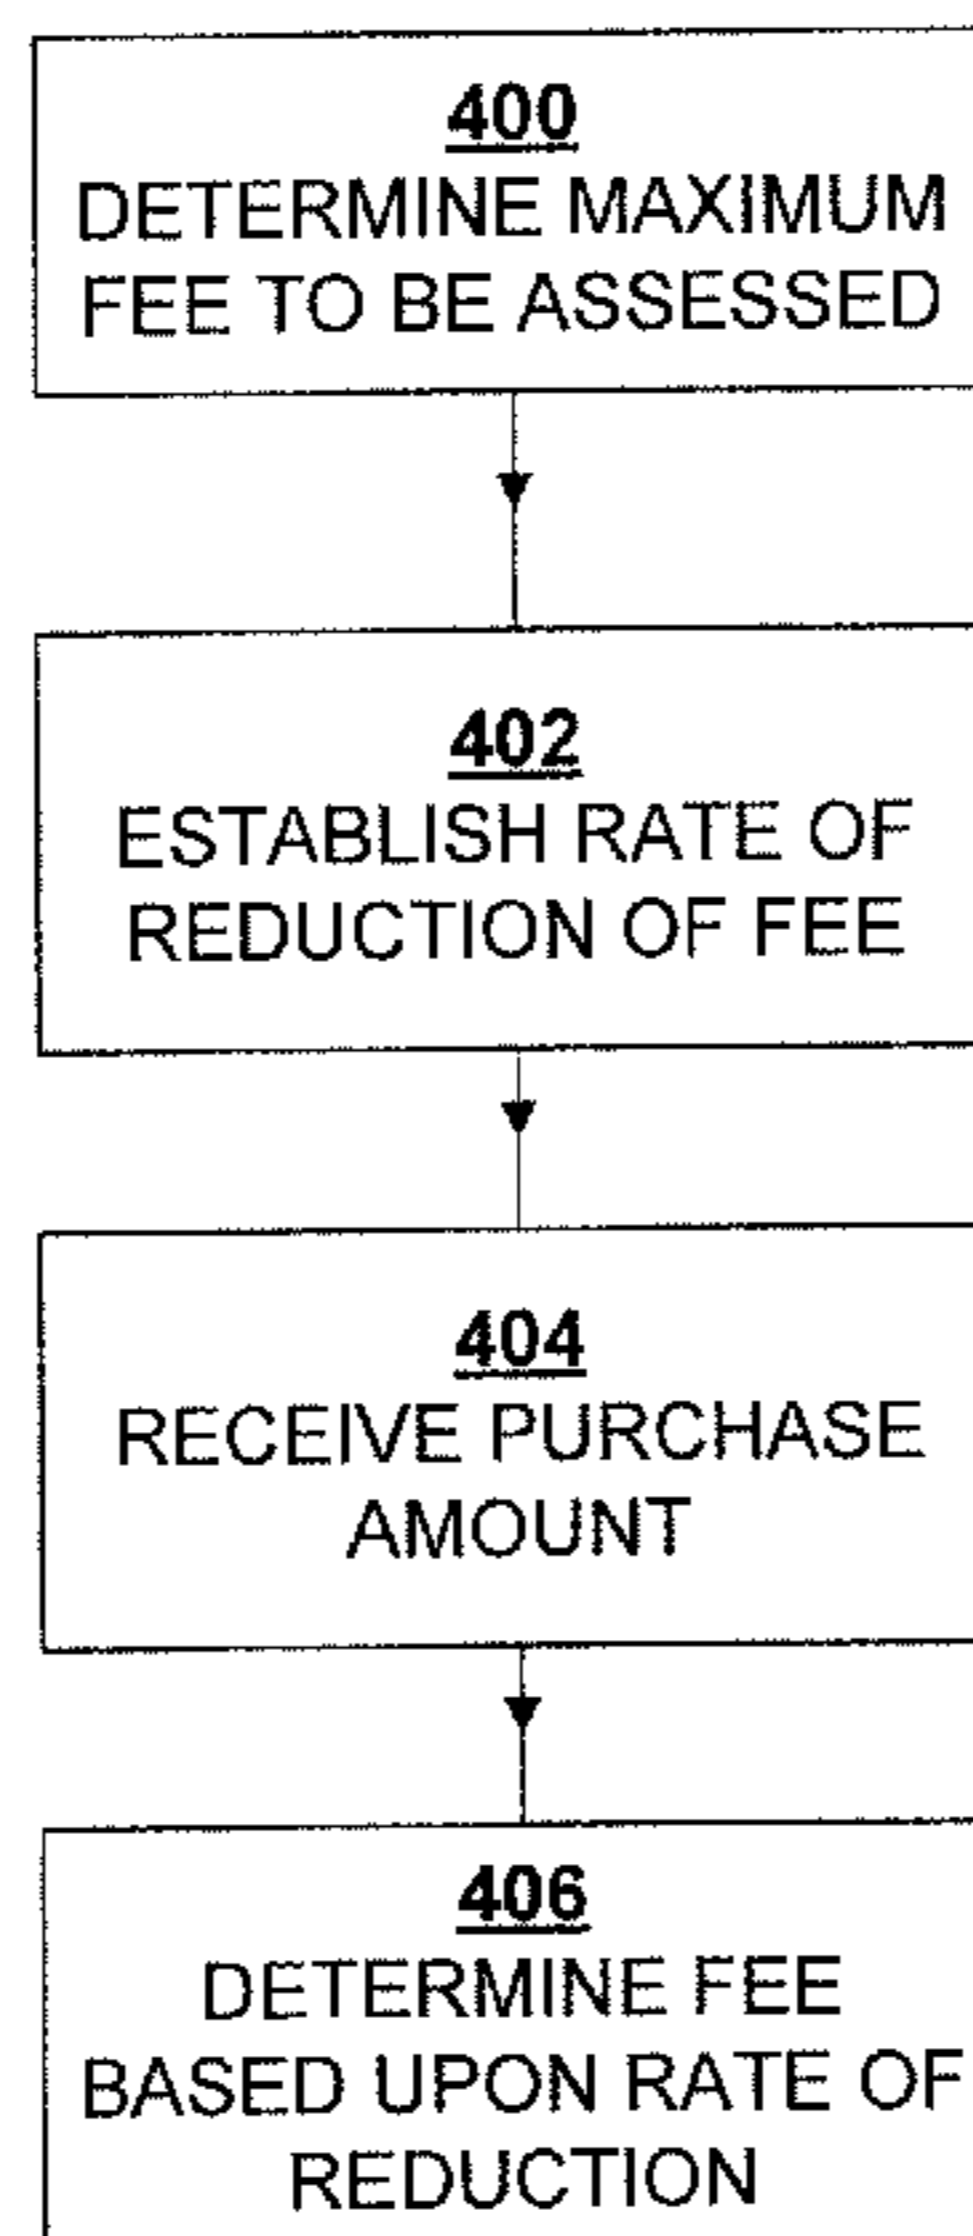 400
DETERMINE MAXIMUM
FEE TO BE ASSESSED
402
ESTABLISH RATE OF
REDUCTION OF FEE
404
RECEIVE PURCHASE
AMOUNT
406
DETERMINE FEE
BASED UPON RATE OF
REDUCTION